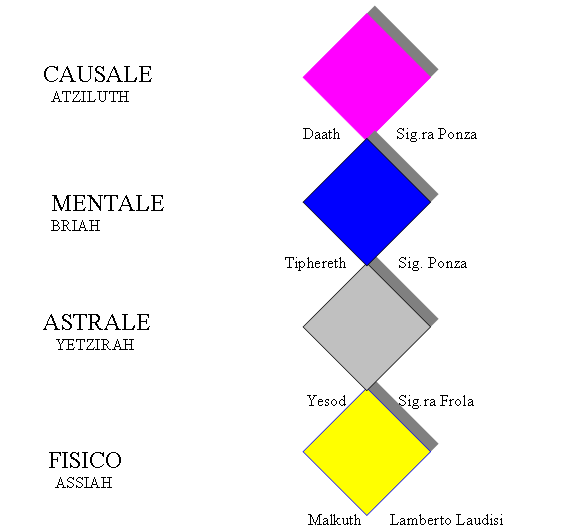 CAUSALE
ATZILUTH
Daath Sig.ra Ponza
MENTALE
BRIAH
Tiphereth Sig. Ponza
ASTRALE
YETZIRAH
Yesod Sig.ra Frola
FISICO
ASSIAH
Malkuth Lamberto Laudisi